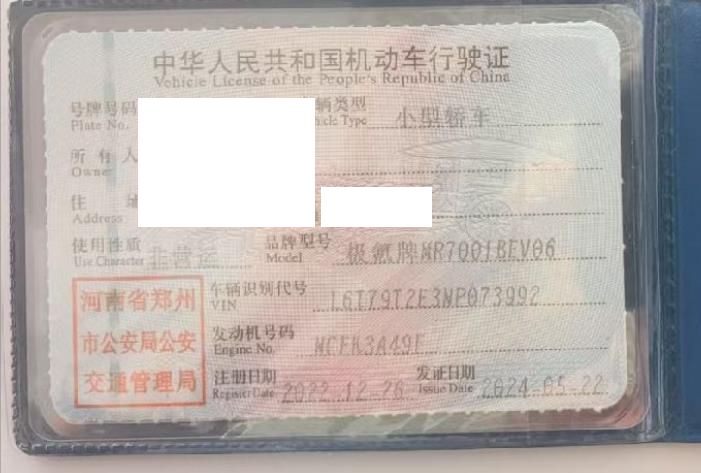 中华人民共和国机动车行驶证
Vehicle License of the People's Republic of China
号牌号码 辆类型 小型轿车
Plate No. hicle Type
所有人
Owner
住
Address
使用性质 非营运 品牌型号 极氪牌MR7001BEV06
Use Character Model
河南省郑州
市公安局公安
交通管理局
车辆识别代号 L6T79T2E3NP073992
VIN
发动机号码 NCFK3A49F
Engine No.
注册日期 2022-12-26 发证日期 2024-05-22
Register Date Issue Date